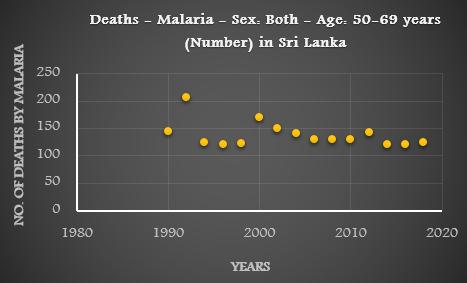 Deaths - Malaria - Sex: Both - Age: 50-69 years
(Number) in Sri Lanka
NO. OF DEATHS BY MALARIA
250
200
150
100
50
0
1980 1990 2000 2010 2020
YEARS